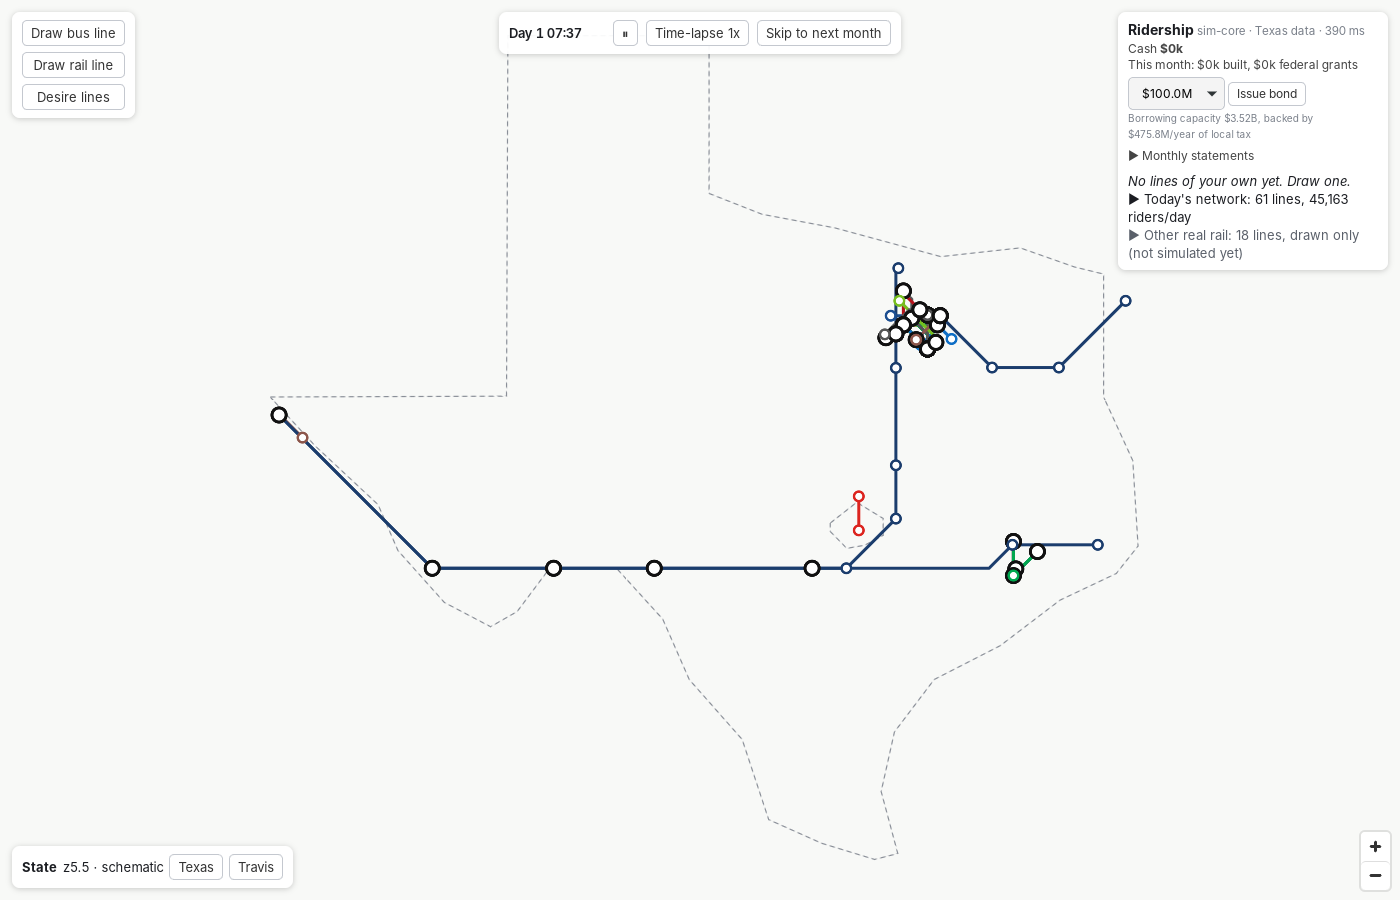 Draw bus line
Draw rail line
Desire lines
Day 1 07:37
Time-lapse 1x
Skip to next month
Ridership sim-core · Texas data · 390 ms
Cash $0k
This month: $0k built, $0k federal grants
$100.0M
Issue bond
Borrowing capacity $3.52B, backed by
$475.8M/year of local tax
▶ Monthly statements
No lines of your own yet. Draw one.
▶ Today's network: 61 lines, 45,163
riders/day
▶ Other real rail: 18 lines, drawn only
(not simulated yet)
State z5.5 · schematic
Texas
Travis
+
−